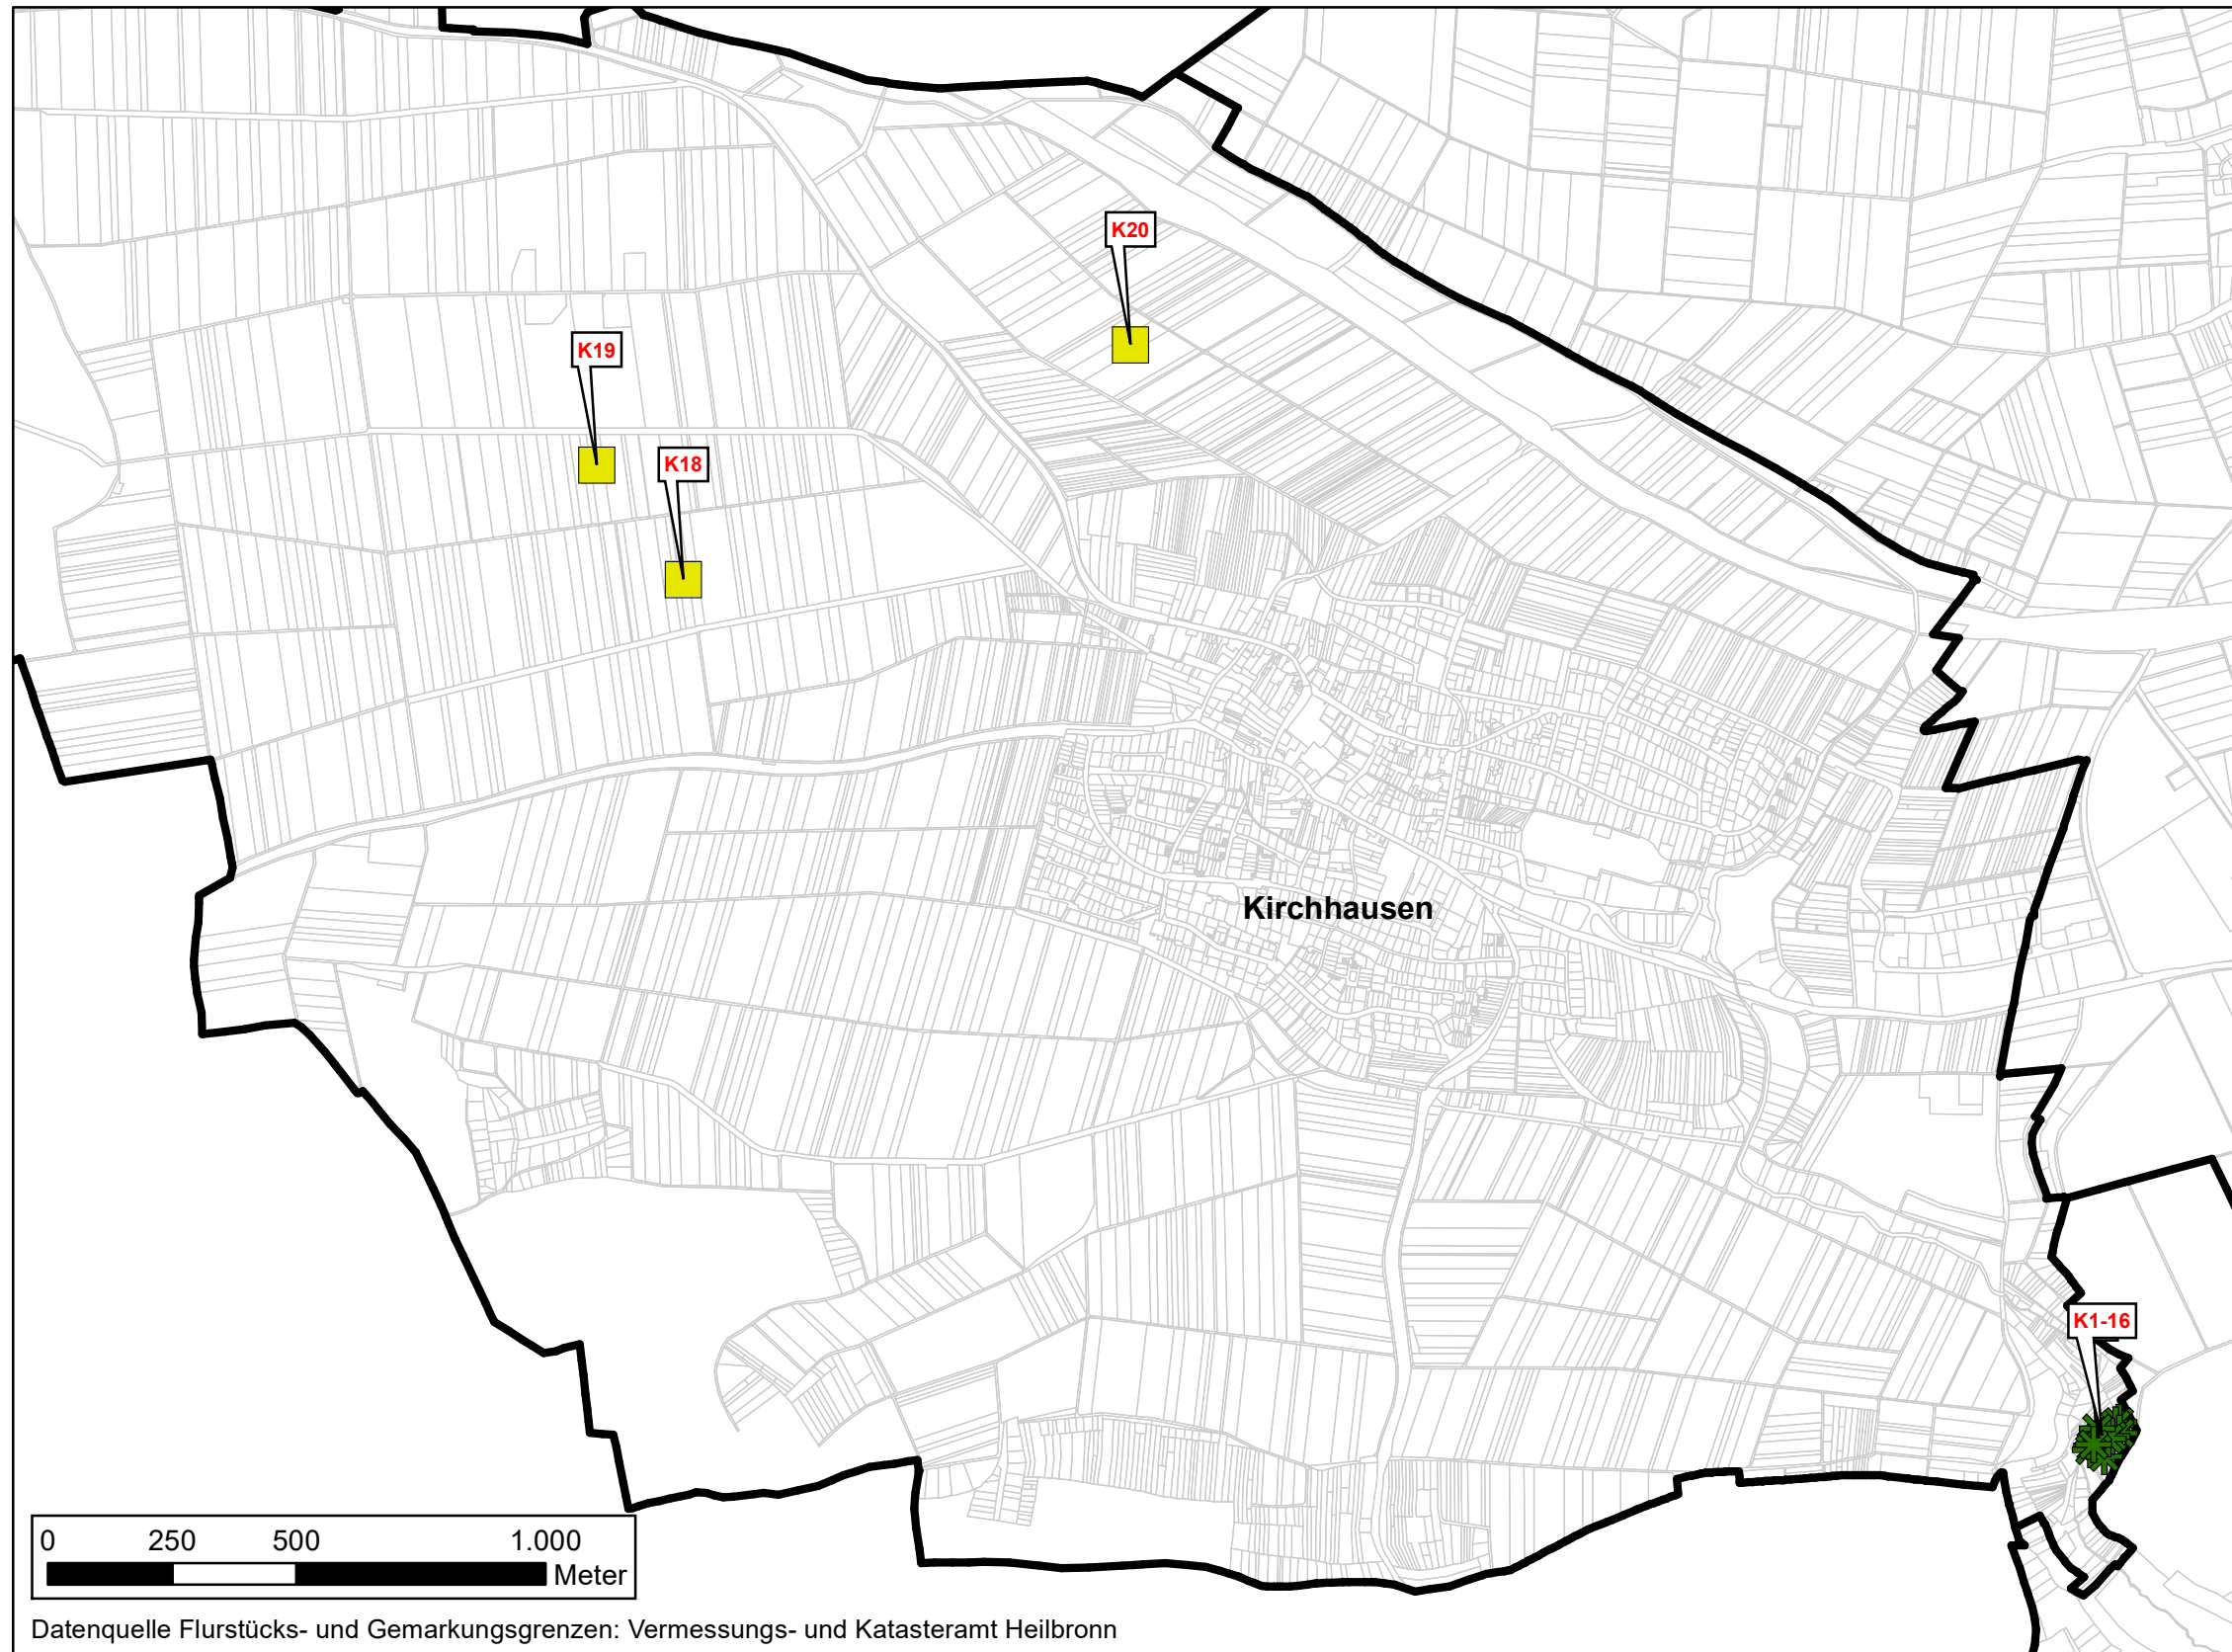 K20
K19
K18
Kirchhausen
K1-16
0 250 500 1.000
Meter
Datenquelle Flurstücks- und Gemarkungsgrenzen: Vermessungs- und Katasteramt Heilbronn